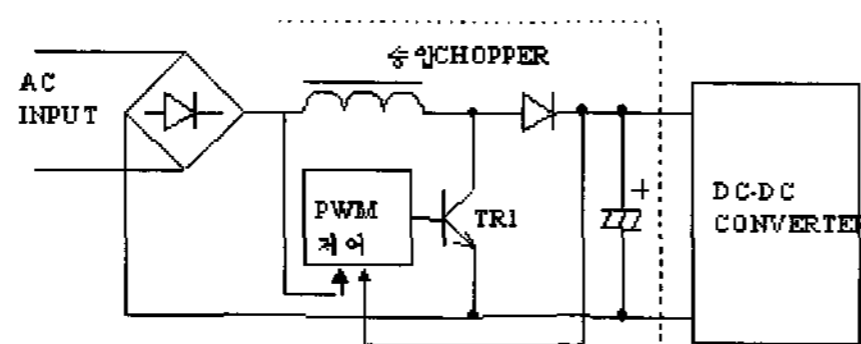 승압CHOPPER
AC
INPUT
PWM
제어
TR1
+
DC-DC
CONVERTER